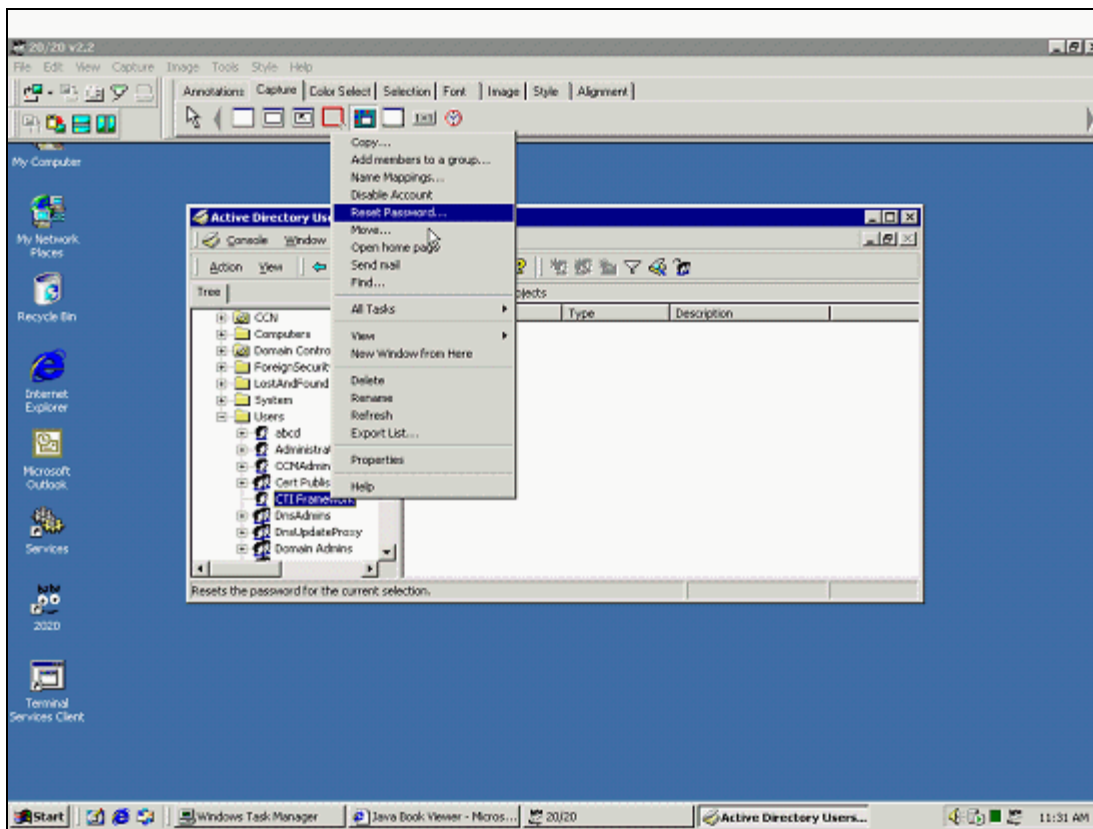 20/20 v2.2
File Edit View Capture Image Tools Style Help
Annotations Capture Color Select Selection Font Image Style Alignment
My Computer
My Network Places
Recycle Bin
Internet Explorer
Microsoft Outlook
Services
2020
Terminal Services Client
Active Directory Use
Console Window
Action View
Tree
bjects
Type Description
CCN
Computers
Domain Contro
ForeignSecurit
LostAndFound
System
Users
abcd
Administrat
CCMAdmin
Cert Publis
CTI Framework
DnsAdmins
DnsUpdateProxy
Domain Admins
Copy...
Add members to a group...
Name Mappings...
Disable Account
Reset Password...
Move...
Open home page
Send mail
Find...
All Tasks
View
New Window from Here
Delete
Rename
Refresh
Export List...
Properties
Help
Resets the password for the current selection.
Start
Windows Task Manager
Java Book Viewer - Micros...
20/20
Active Directory Users...
11:31 AM